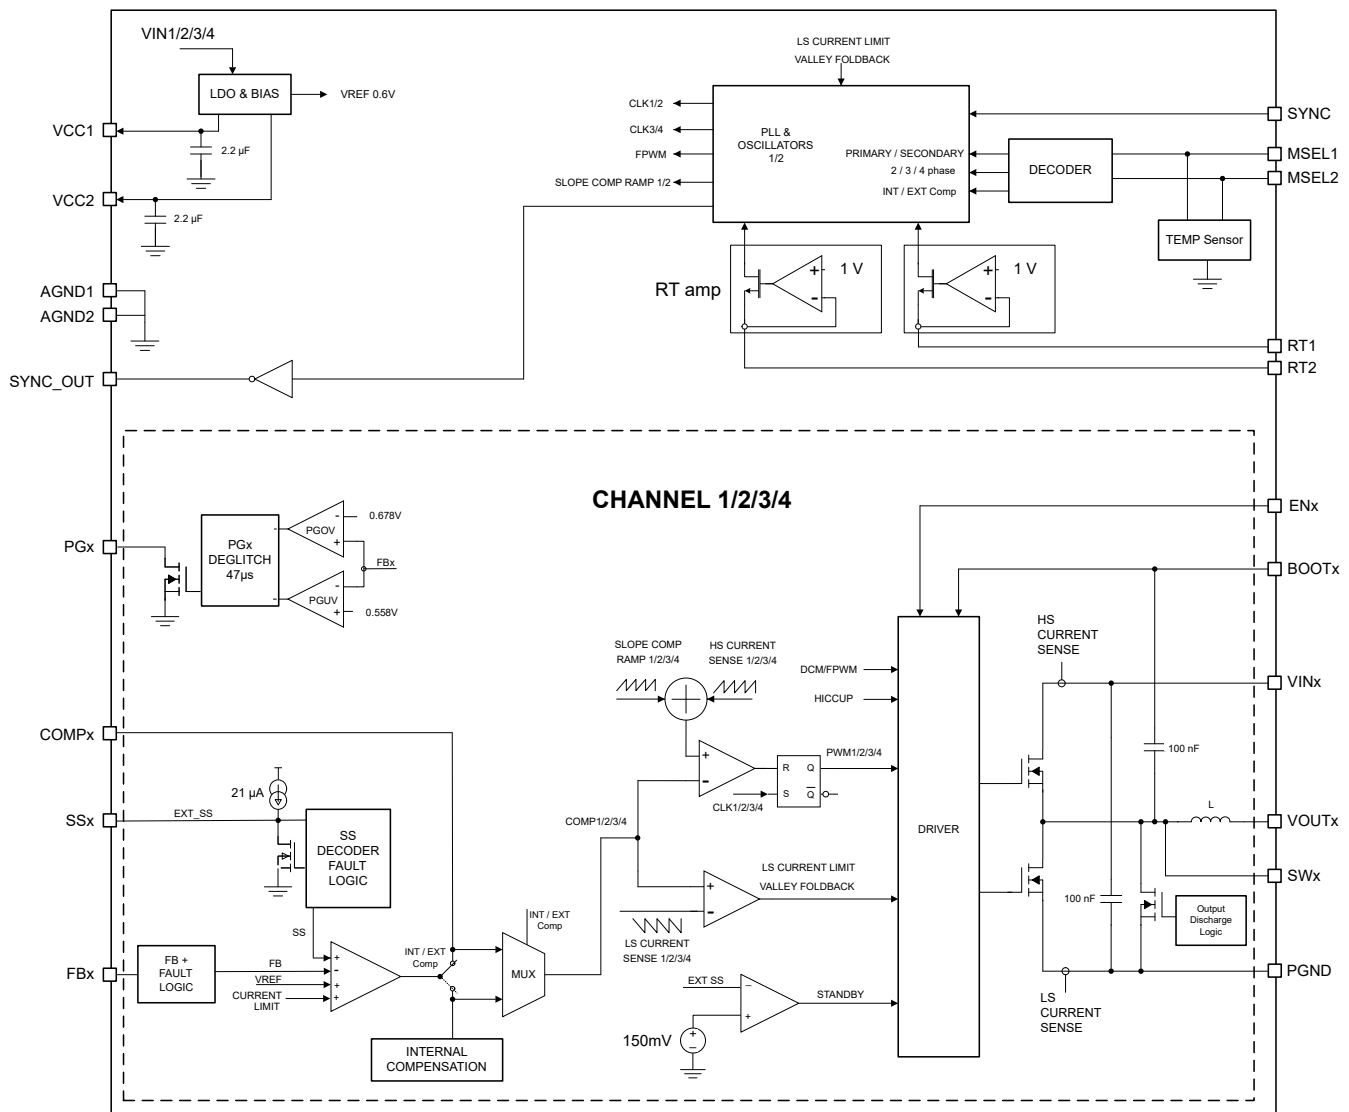 VIN1/2/3/4
LDO & BIAS
VREF 0.6V
VCC1
2.2 µF
VCC2
2.2 µF
AGND1
AGND2
SYNC_OUT
LS CURRENT LIMIT
VALLEY FOLDBACK
CLK1/2
CLK3/4
FPWM
SLOPE COMP RAMP 1/2
PLL &
OSCILLATORS
1/2
PRIMARY / SECONDARY
2 / 3 / 4 phase
INT / EXT Comp
DECODER
SYNC
MSEL1
MSEL2
TEMP Sensor
RT amp
+
1 V
-
+
1 V
-
RT1
RT2
CHANNEL 1/2/3/4
PGx
PGx
DEGLITCH
47µs
-
-
PGOV
-
+
0.678V
FBx
PGUV
-
+
0.558V
ENx
BOOTx
HS
CURRENT
SENSE
VINx
SLOPE COMP
RAMP 1/2/3/4
HS CURRENT
SENSE 1/2/3/4
DCM/FPWM
HICCUP
COMPx
+
-
R
Q
S
Q
PWM1/2/3/4
CLK1/2/3/4
100 nF
21 µA
SSx
EXT_SS
SS
DECODER
FAULT
LOGIC
COMP1/2/3/4
DRIVER
L
VOUTx
SWx
LS CURRENT LIMIT
VALLEY FOLDBACK
+
-
LS CURRENT
SENSE 1/2/3/4
100 nF
Output
Discharge
Logic
SS
INT / EXT
Comp
INT / EXT
Comp
FBx
FB +
FAULT
LOGIC
FB
VREF
CURRENT
LIMIT
+
-
+
+
MUX
PGND
EXT SS
-
+
STANDBY
150mV
+
-
LS
CURRENT
SENSE
INTERNAL
COMPENSATION